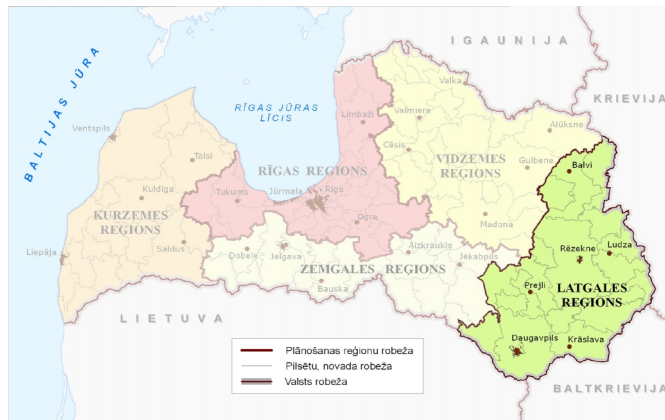 IGAUNIJA
BALTIJAS JŪRA
RĪGAS JŪRAS
LĪCIS
KRIEVIJA
Valka
Limbaži
Valmiera
Alūksne
Ventspils
Cēsis
Talsi
VIDZEMES
REGIONS
Gulbene
Balvi
RĪGAS REGIONS
Kuldīga
Tukums
Jūrmala
Rīga
KURZEMES
REGIONS
Ogre
Madona
Rēzekne
Ludza
Liepāja
Saldus
Dobele
Jelgava
Aizkraukle
Jēkabpils
ZEMGALES REGIONS
Bauska
Preiļi
LATGALES
REGIONS
LIETUVA
Daugavpils
Krāslava
Plānošanas reģionu robeža
Pilsētu, novada robeža
Valsts robeža
BALTKRIEVIJA